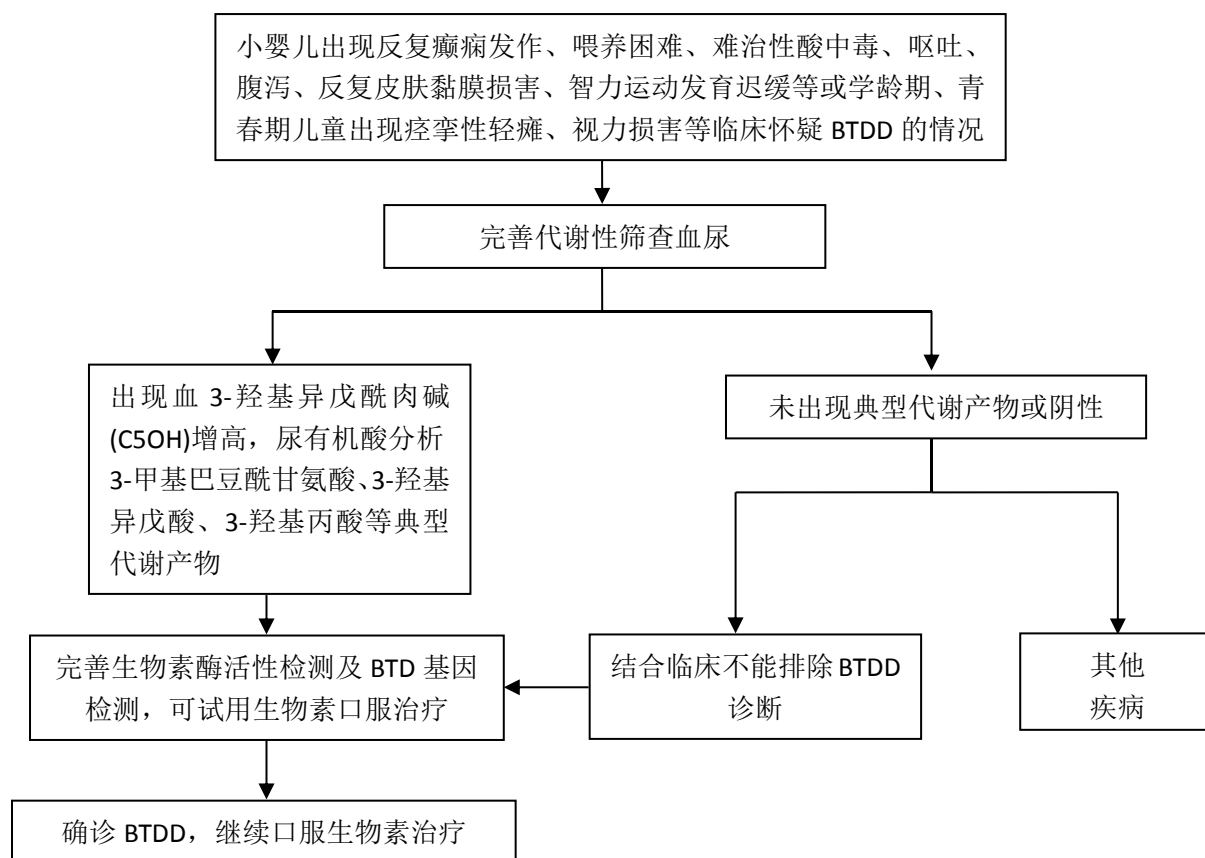 小婴儿出现反复癫痫发作、喂养困难、难治性酸中毒、呕吐、
腹泻、反复皮肤黏膜损害、智力运动发育迟缓等或学龄期、青
春期儿童出现痉挛性轻瘫、视力损害等临床怀疑 BTDD 的情况
完善代谢性筛查血尿
出现血 3-羟基异戊酰肉碱
(C5OH)增高，尿有机酸分析
3-甲基巴豆酰甘氨酸、3-羟基
异戊酸、3-羟基丙酸等典型
代谢产物
未出现典型代谢产物或阴性
完善生物素酶活性检测及 BTD 基因
检测，可试用生物素口服治疗
结合临床不能排除 BTDD
诊断
其他
疾病
确诊 BTDD，继续口服生物素治疗